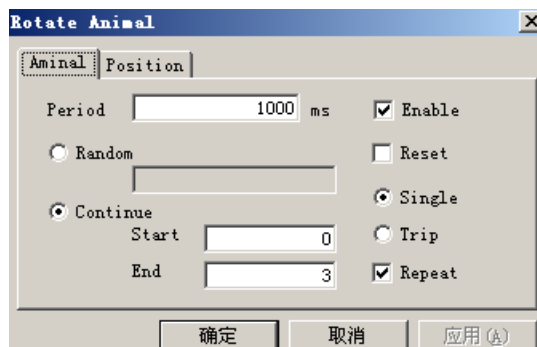 Rotate Animal
Aminal Position
Period 1000 ms Enable
Random Reset
Single
Continue
Start 0 Trip
End 3 Repeat
确定 取消 应用(A)